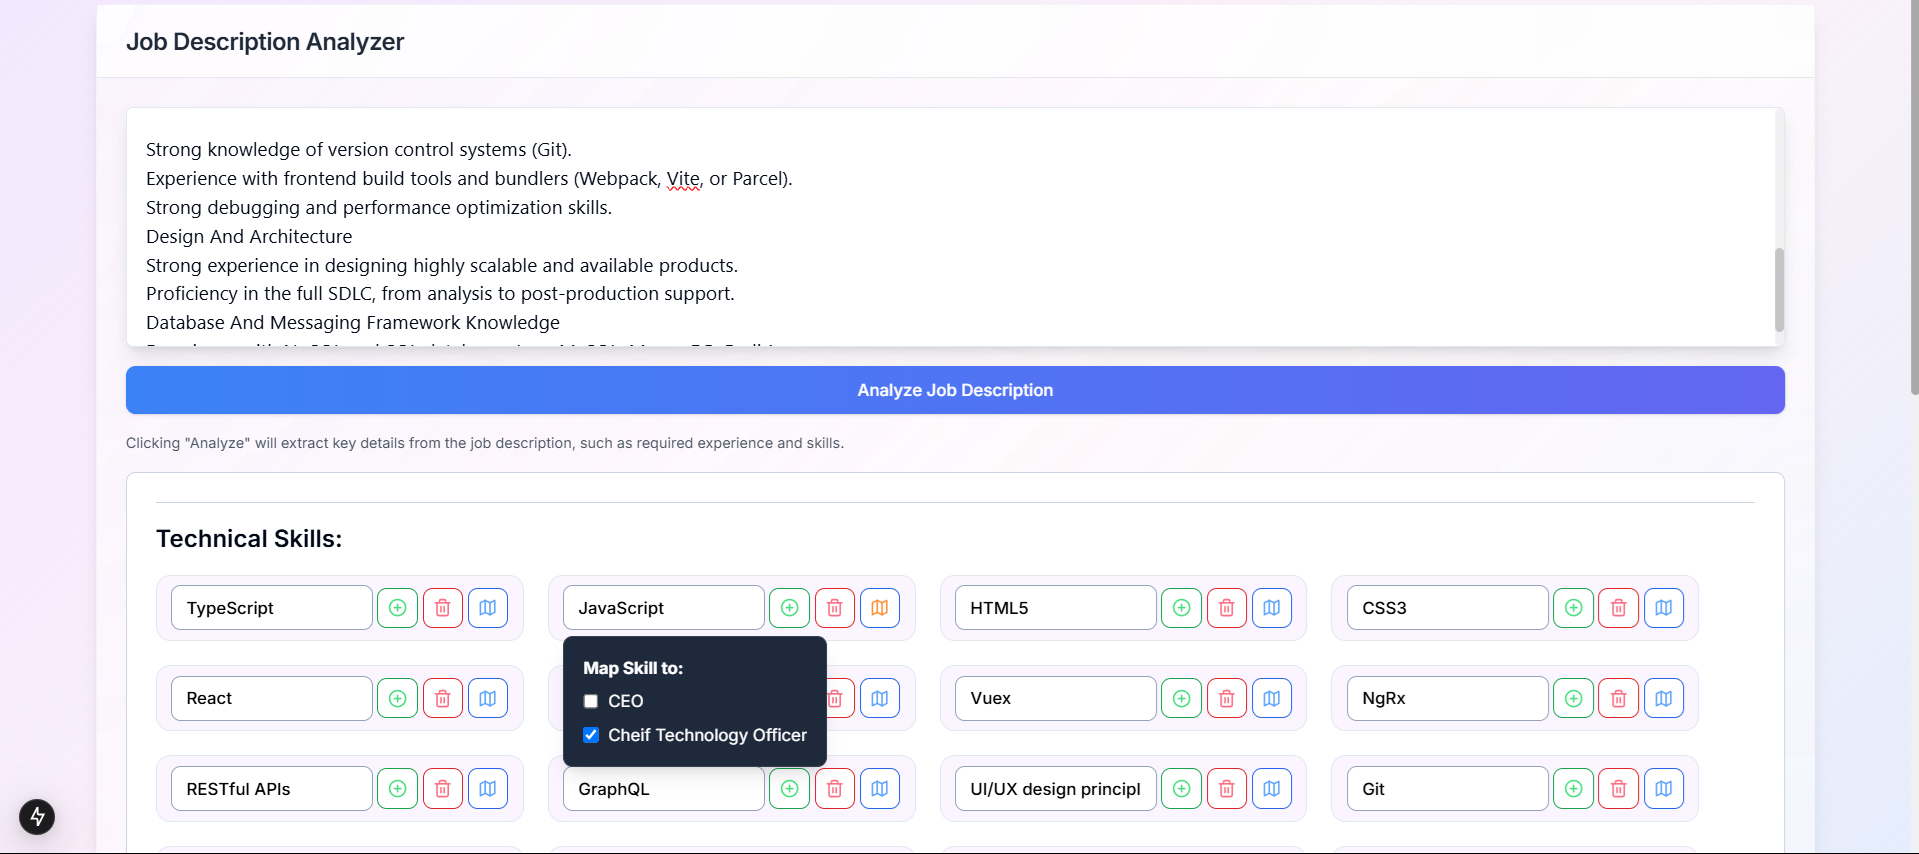 Job Description Analyzer
Strong knowledge of version control systems (Git).
Experience with frontend build tools and bundlers (Webpack, Vite, or Parcel).
Strong debugging and performance optimization skills.
Design And Architecture
Strong experience in designing highly scalable and available products.
Proficiency in the full SDLC, from analysis to post-production support.
Database And Messaging Framework Knowledge
Analyze Job Description
Clicking "Analyze" will extract key details from the job description, such as required experience and skills.
Technical Skills:
TypeScript JavaScript HTML5 CSS3
Map Skill to:
CEO
Cheif Technology Officer
React Vuex NgRx
RESTful APIs GraphQL UI/UX design principl Git